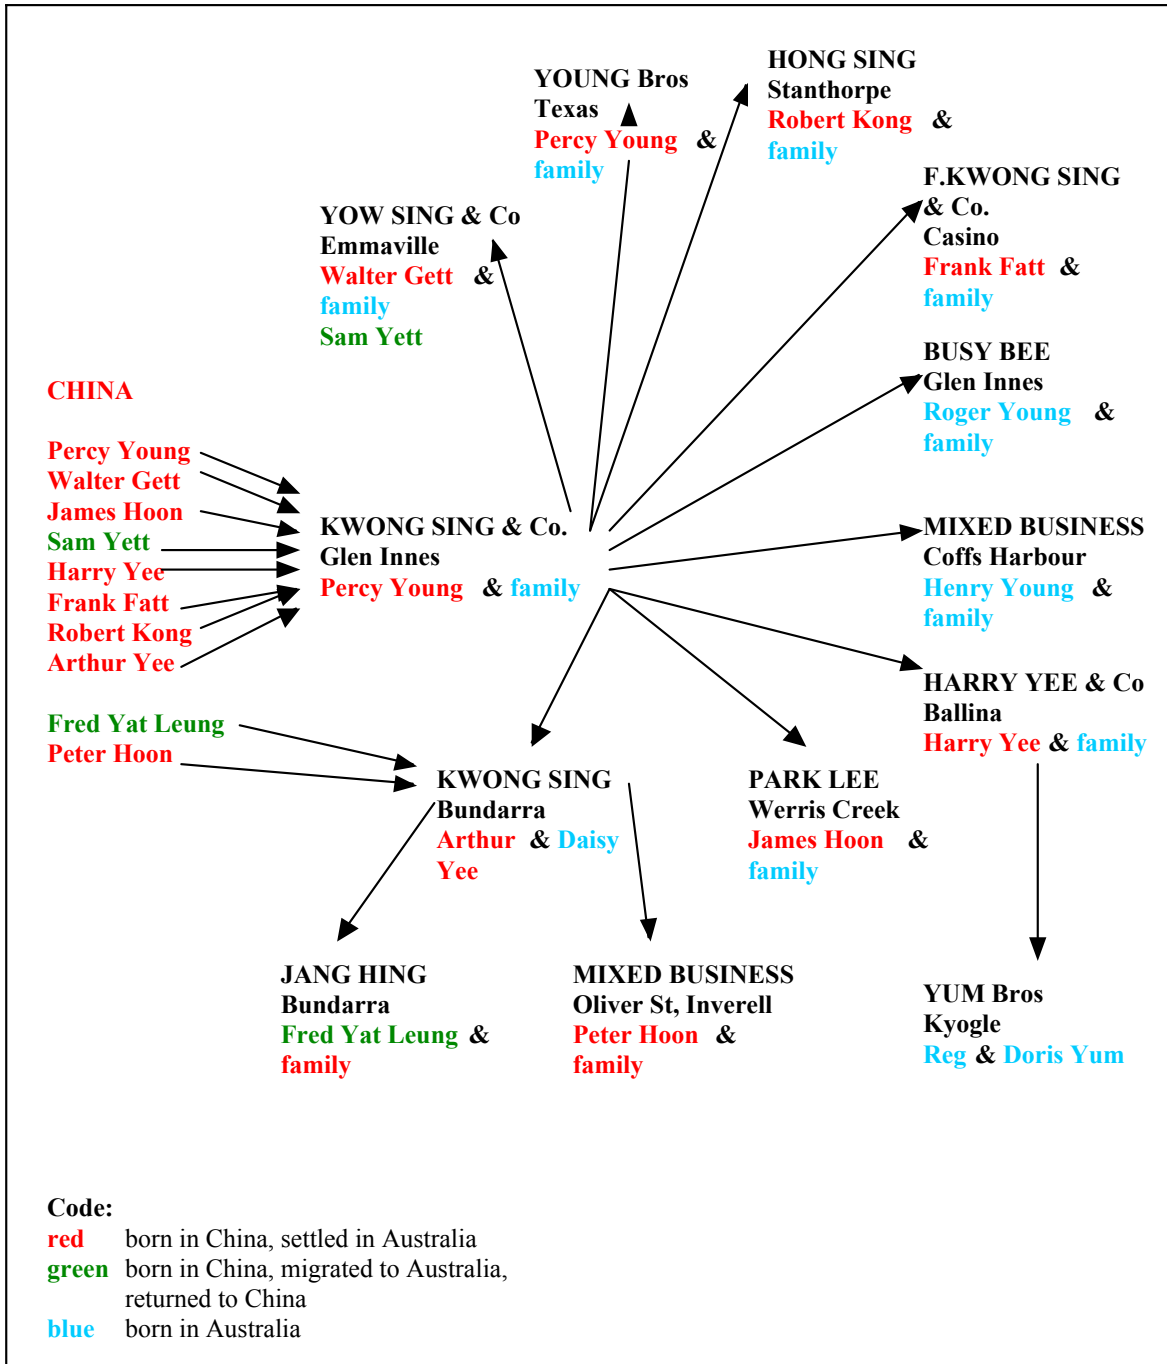 YOUNG Bros
Texas
Percy Young &
family
HONG SING
Stanthorpe
Robert Kong &
family
YOW SING & Co
Emmaville
Walter Gett &
family
Sam Yett
F.KWONG SING
& Co.
Casino
Frank Fatt &
family
BUSY BEE
Glen Innes
Roger Young &
family
CHINA
Percy Young
Walter Gett
James Hoon
Sam Yett
Harry Yee
Frank Fatt
Robert Kong
Arthur Yee
Fred Yat Leung
Peter Hoon
KWONG SING & Co.
Glen Innes
Percy Young & family
MIXED BUSINESS
Coffs Harbour
Henry Young &
family
HARRY YEE & Co
Ballina
Harry Yee & family
KWONG SING
Bundarra
Arthur & Daisy
Yee
PARK LEE
Werris Creek
James Hoon &
family
JANG HING
Bundarra
Fred Yat Leung &
family
MIXED BUSINESS
Oliver St, Inverell
Peter Hoon &
family
YUM Bros
Kyogle
Reg & Doris Yum
Code:
red born in China, settled in Australia
green born in China, migrated to Australia,
returned to China
blue born in Australia